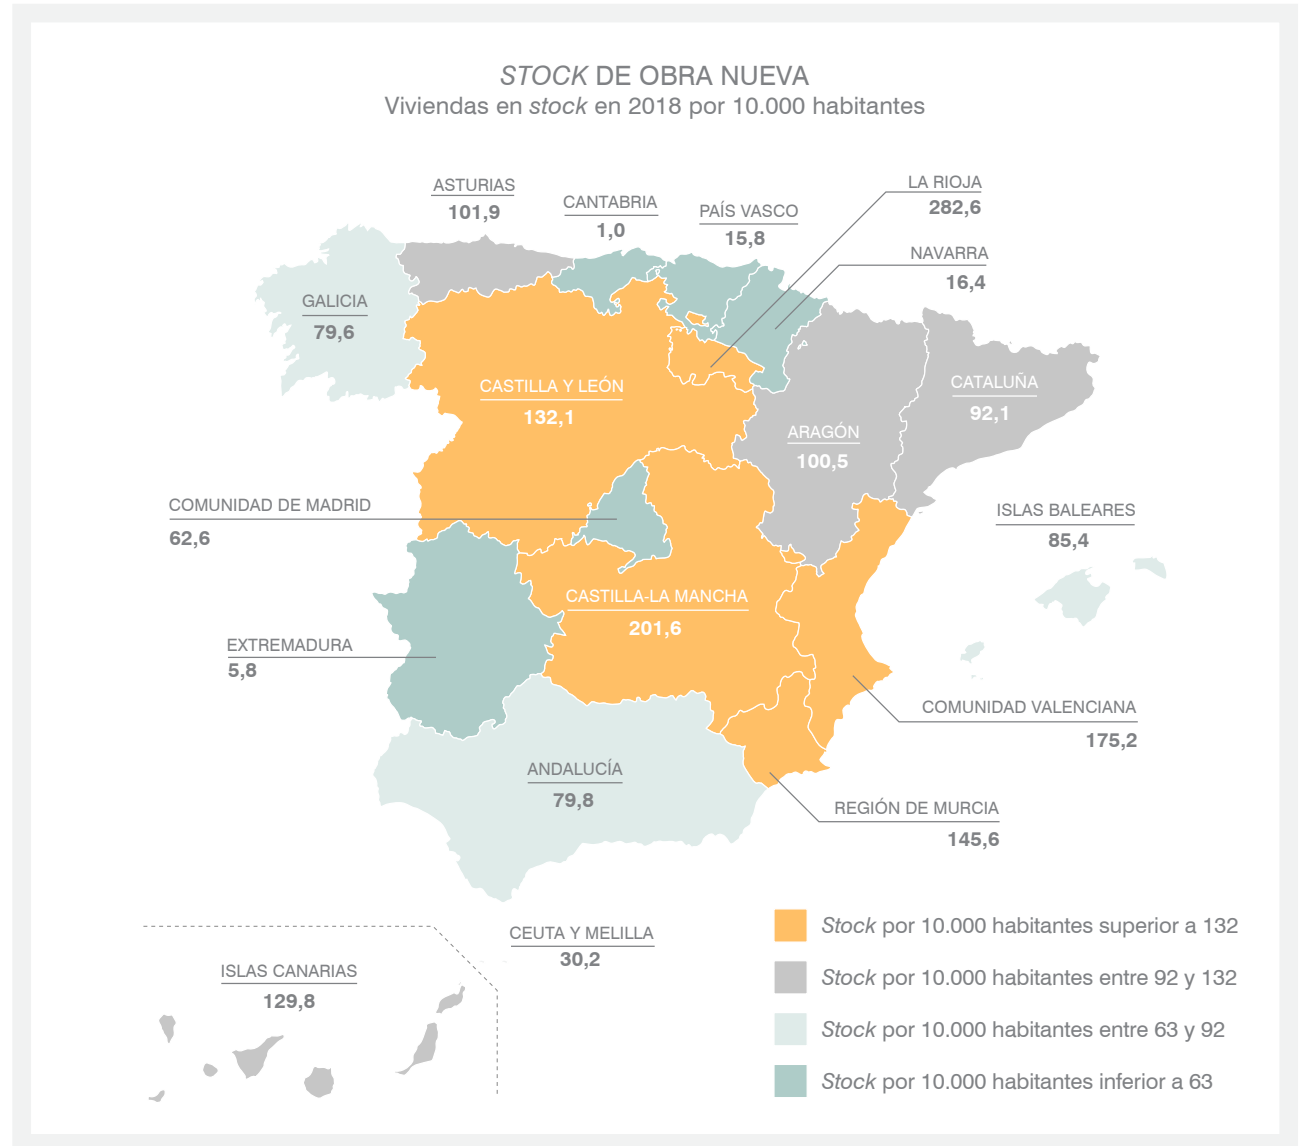 STOCK DE OBRA NUEVA
Viviendas en stock en 2018 por 10.000 habitantes
ASTURIAS
101,9
CANTABRIA
1,0
PAÍS VASCO
15,8
LA RIOJA
282,6
NAVARRA
16,4
GALICIA
79,6
CASTILLA Y LEÓN
132,1
CATALUÑA
92,1
ARAGÓN
100,5
COMUNIDAD DE MADRID
62,6
ISLAS BALEARES
85,4
CASTILLA-LA MANCHA
201,6
EXTREMADURA
5,8
COMUNIDAD VALENCIANA
175,2
ANDALUCÍA
79,8
REGIÓN DE MURCIA
145,6
CEUTA Y MELILLA
30,2
ISLAS CANARIAS
129,8
Stock por 10.000 habitantes superior a 132
Stock por 10.000 habitantes entre 92 y 132
Stock por 10.000 habitantes entre 63 y 92
Stock por 10.000 habitantes inferior a 63